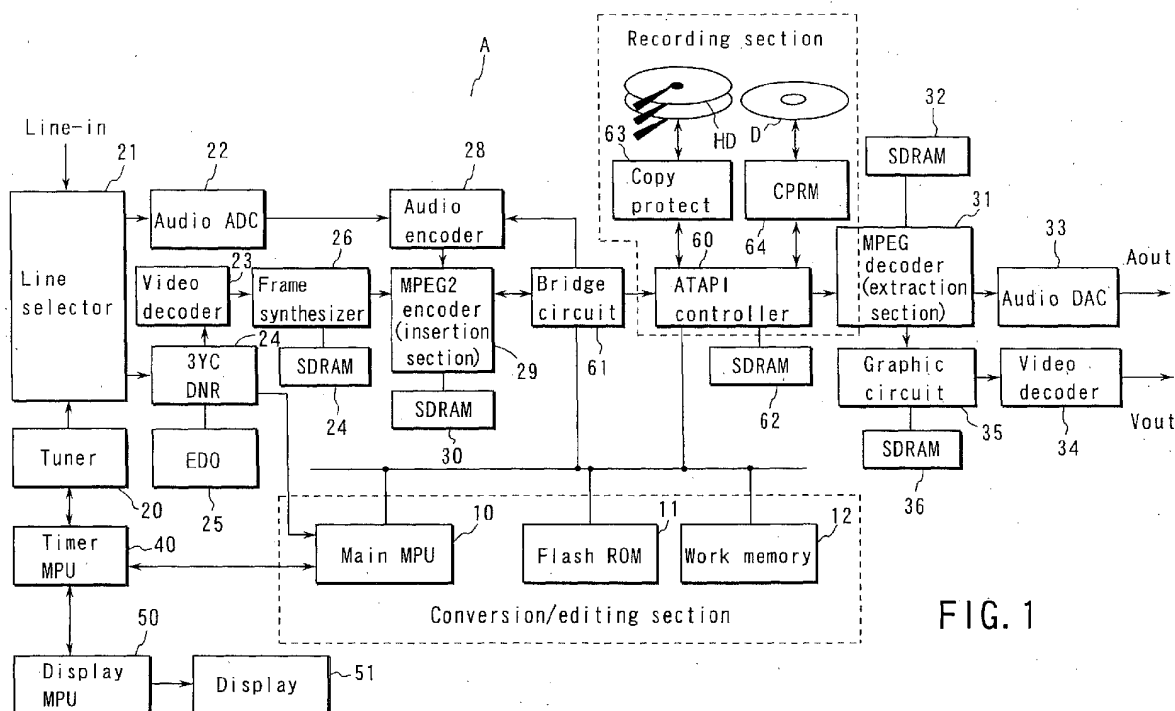 Recording section
A
Line-in
21
22
28
63
HD
D
32
SDRAM
Audio ADC
Audio
encoder
Copy
protect
CPRM
31
Line
selector
23
Video
decoder
26
Frame
synthesizer
MPEG2
encoder
(insertion
section)
29
Bridge
circuit
61
60
64
ATAPI
controller
MPEG
decoder
(extraction
section)
33
Audio DAC
Aout
24
3YC
DNR
SDRAM
24
SDRAM
30
SDRAM
62
Graphic
circuit
35
Video
decoder
34
Vout
SDRAM
36
Tuner
20
EDO
25
Timer
MPU
40
10
Main MPU
11
Flash ROM
12
Work memory
Conversion/editing section
FIG. 1
50
Display
MPU
51
Display